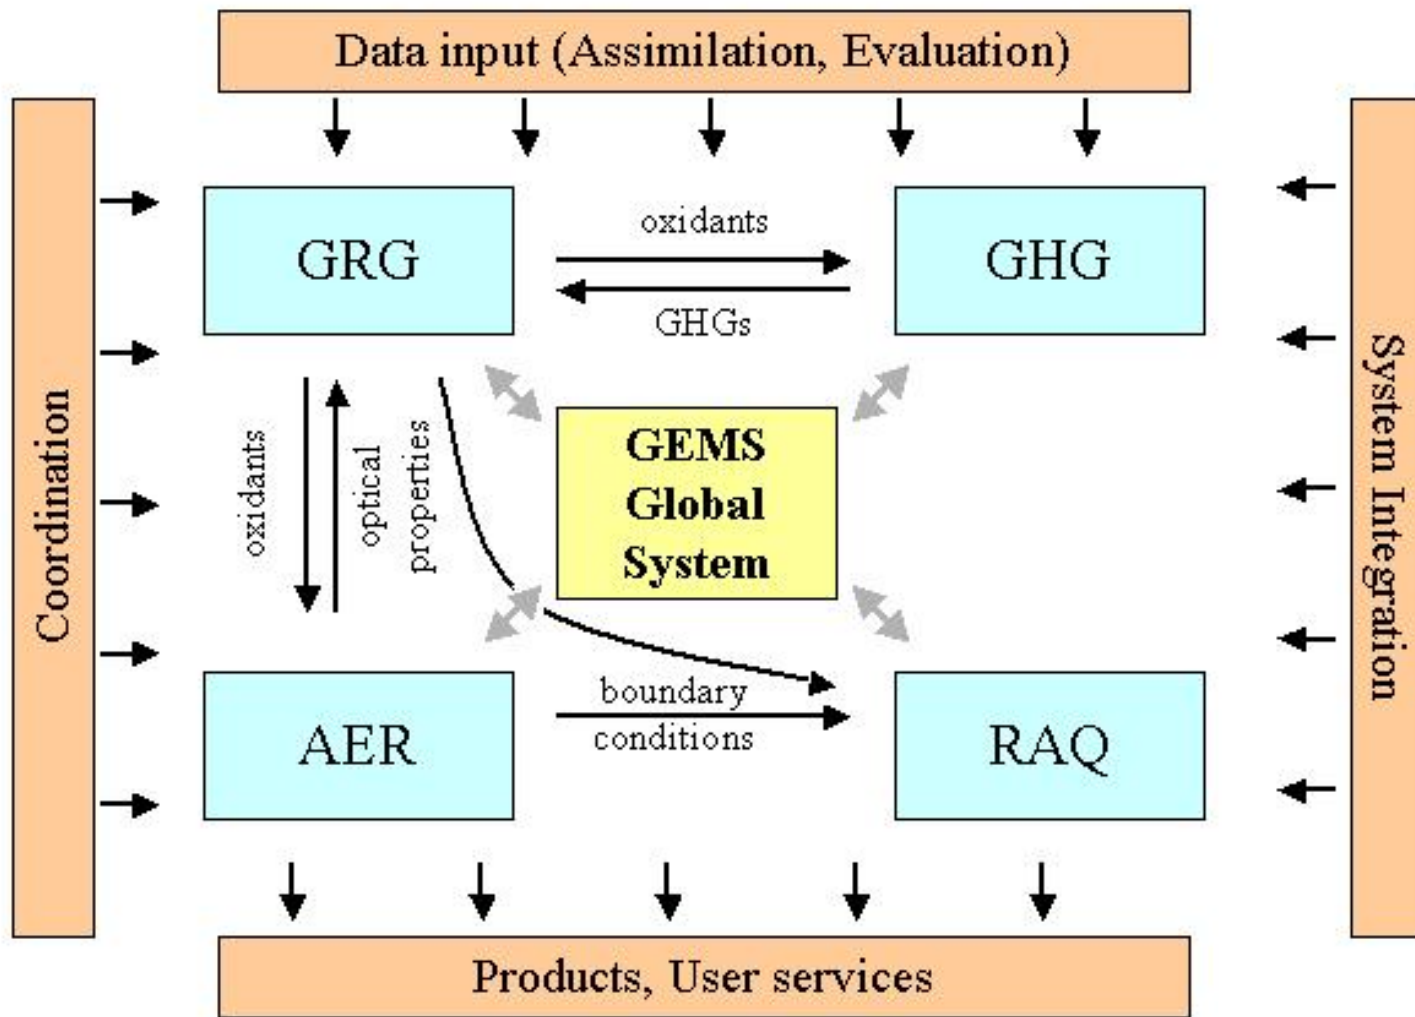 Data input (Assimilation, Evaluation)
Coordination
System Integration
GRG
oxidants
GHGs
GHG
oxidants
optical
properties
GEMS
Global
System
AER
boundary
conditions
RAQ
Products, User services